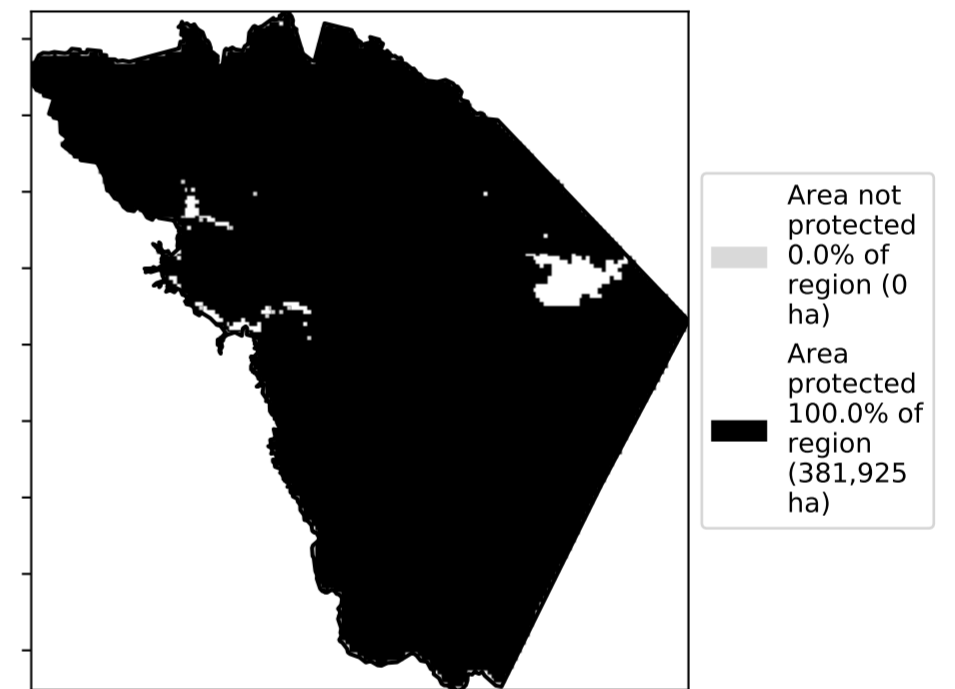 Area not
protected
0.0% of
region (0
ha)
Area
protected
100.0% of
region
(381,925
ha)